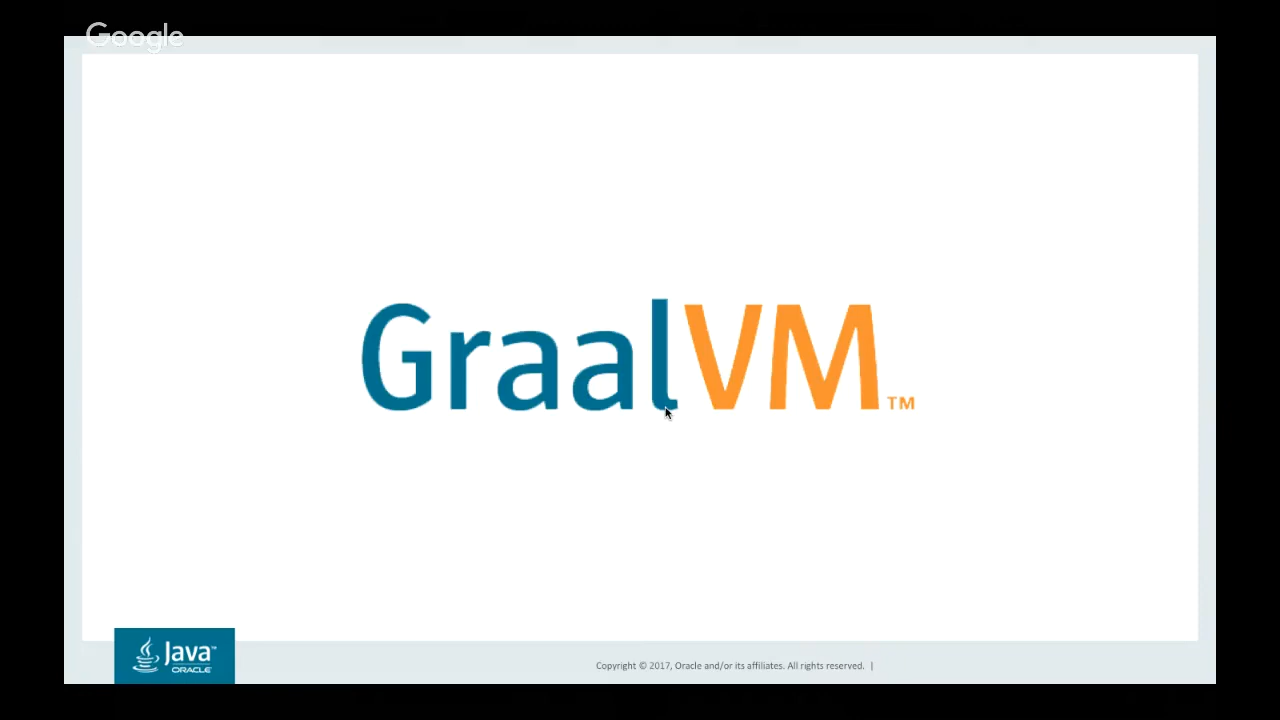 Google
GraalVM™
Java™
ORACLE
Copyright © 2017, Oracle and/or its affiliates. All rights reserved. |